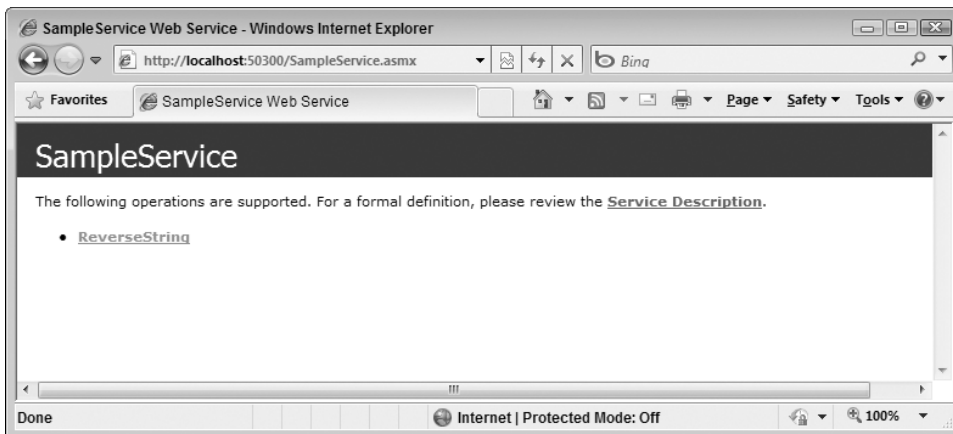 SampleService Web Service - Windows Internet Explorer
http://localhost:50300/SampleService.asmx
Bing
Favorites
SampleService Web Service
Page
Safety
Tools
SampleService
The following operations are supported. For a formal definition, please review the Service Description.
• ReverseString
Done
Internet | Protected Mode: Off
100%